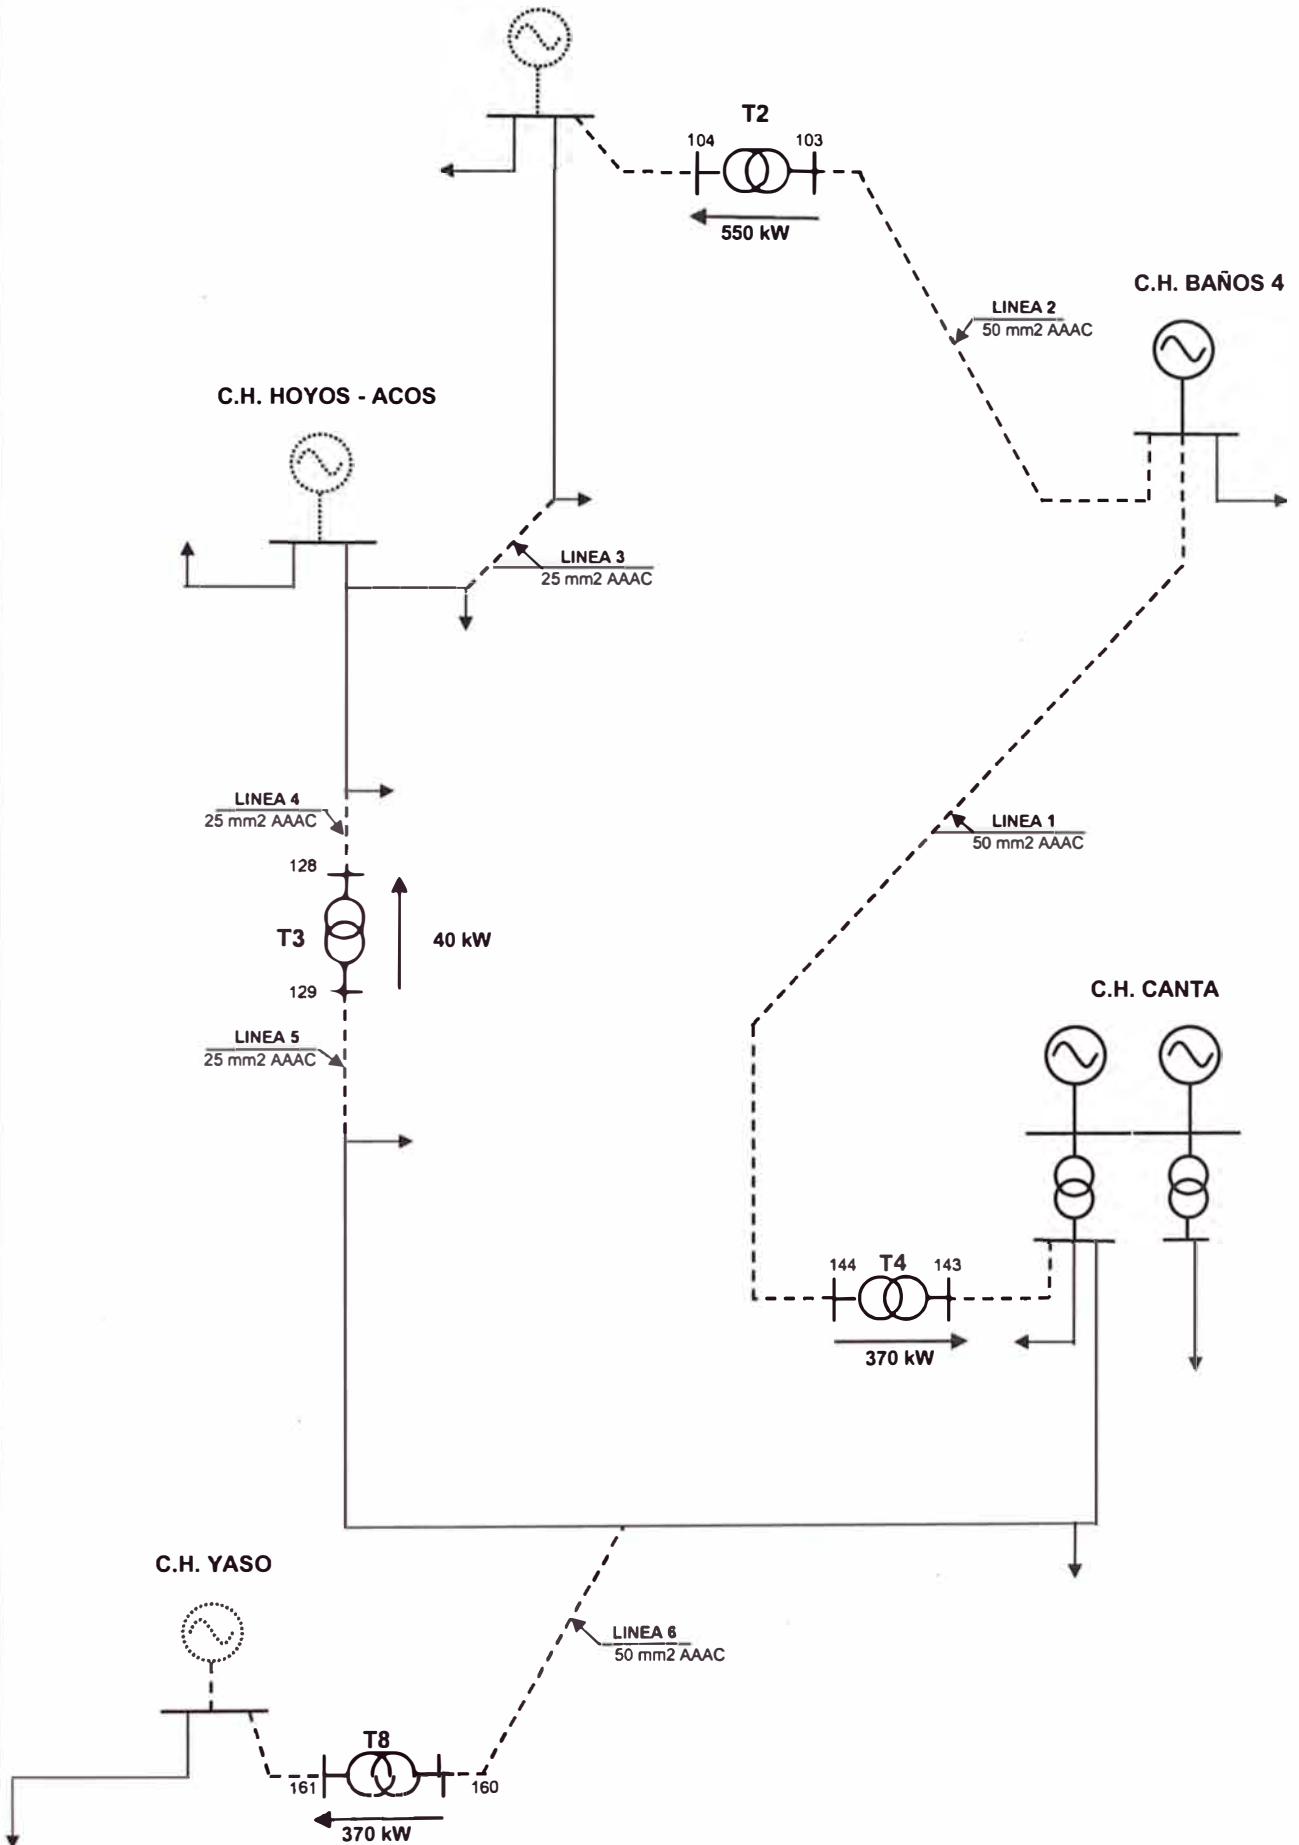 T2
104
103
550 kW
C.H. BAÑOS 4
LINEA 2
50 mm2 AAAC
C.H. HOYOS - ACOS
LINEA 3
25 mm2 AAAC
LINEA 4
25 mm2 AAAC
LINEA 1
50 mm2 AAAC
128
T3
40 kW
129
C.H. CANTA
LINEA 5
25 mm2 AAAC
144
T4
143
370 kW
C.H. YASO
LINEA 6
50 mm2 AAAC
T8
161
160
370 kW